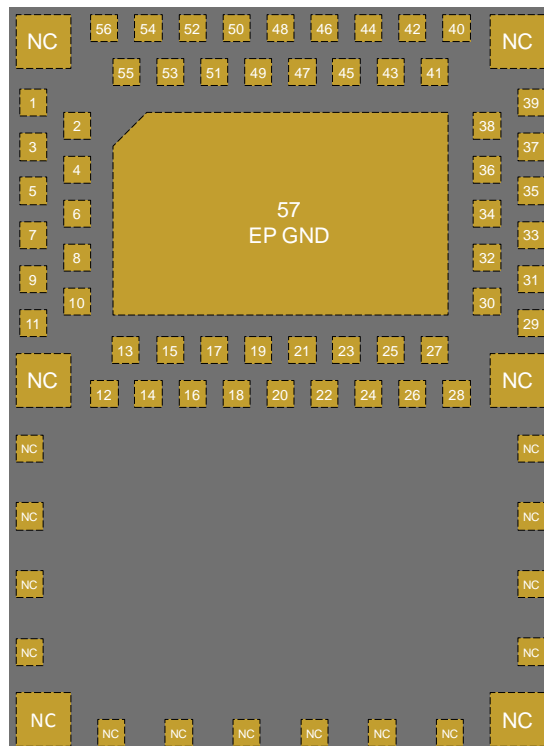 NC 56 54 52 50 48 46 44 42 40 NC
55 53 51 49 47 45 43 41
1 39
2 38
3 37
4 36
5 35
6 57 34
7 EP GND 33
8 32
9 31
10 30
11 29
13 15 17 19 21 23 25 27
NC NC
12 14 16 18 20 22 24 26 28
NC NC
NC NC
NC NC
NC NC
NC NC
NC NC NC NC NC NC